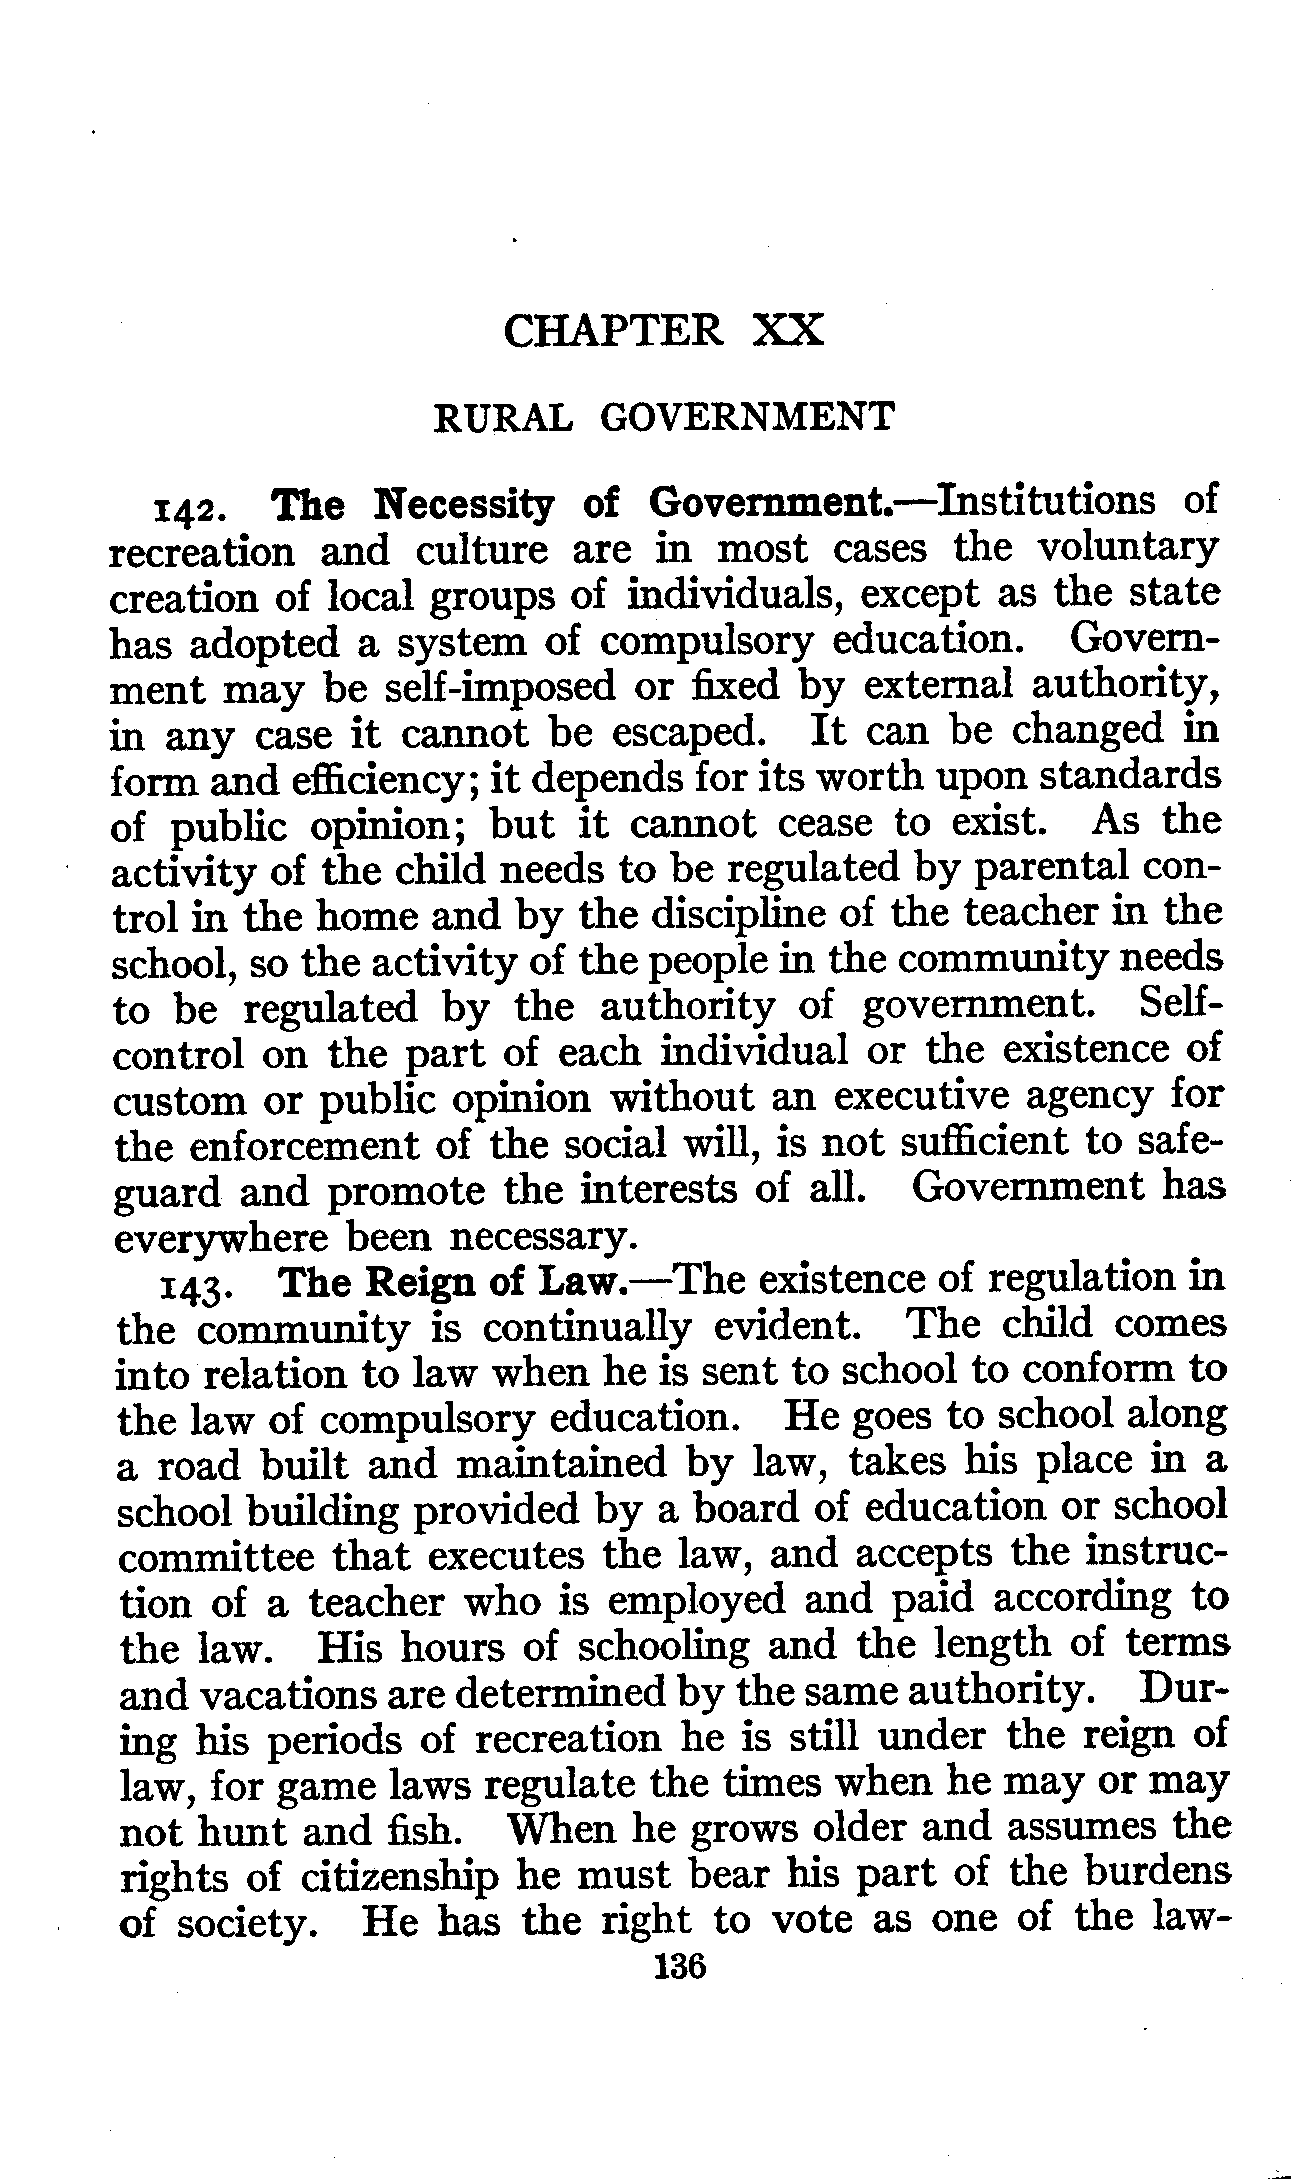 CHAPTER XX
RURAL GOVERNMENT
142. The Necessity of Government.—Institutions of
recreation and culture are in most cases the voluntary
creation of local groups of individuals, except as the state
has adopted a system of compulsory education. Govern-
ment may be self-imposed or fixed by external authority,
in any case it cannot be escaped. It can be changed in
form and efficiency; it depends for its worth upon standards
of public opinion; but it cannot cease to exist. As the
activity of the child needs to be regulated by parental con-
trol in the home and by the discipline of the teacher in the
school, so the activity of the people in the community needs
to be regulated by the authority of government. Self-
control on the part of each individual or the existence of
custom or public opinion without an executive agency for
the enforcement of the social will, is not sufficient to safe-
guard and promote the interests of all. Government has
everywhere been necessary.
143. The Reign of Law.—The existence of regulation in
the community is continually evident. The child comes
into relation to law when he is sent to school to conform to
the law of compulsory education. He goes to school along
a road built and maintained by law, takes his place in a
school building provided by a board of education or school
committee that executes the law, and accepts the instruc-
tion of a teacher who is employed and paid according to
the law. His hours of schooling and the length of terms
and vacations are determined by the same authority. Dur-
ing his periods of recreation he is still under the reign of
law, for game laws regulate the times when he may or may
not hunt and fish. When he grows older and assumes the
rights of citizenship he must bear his part of the burdens
of society. He has the right to vote as one of the law-
136